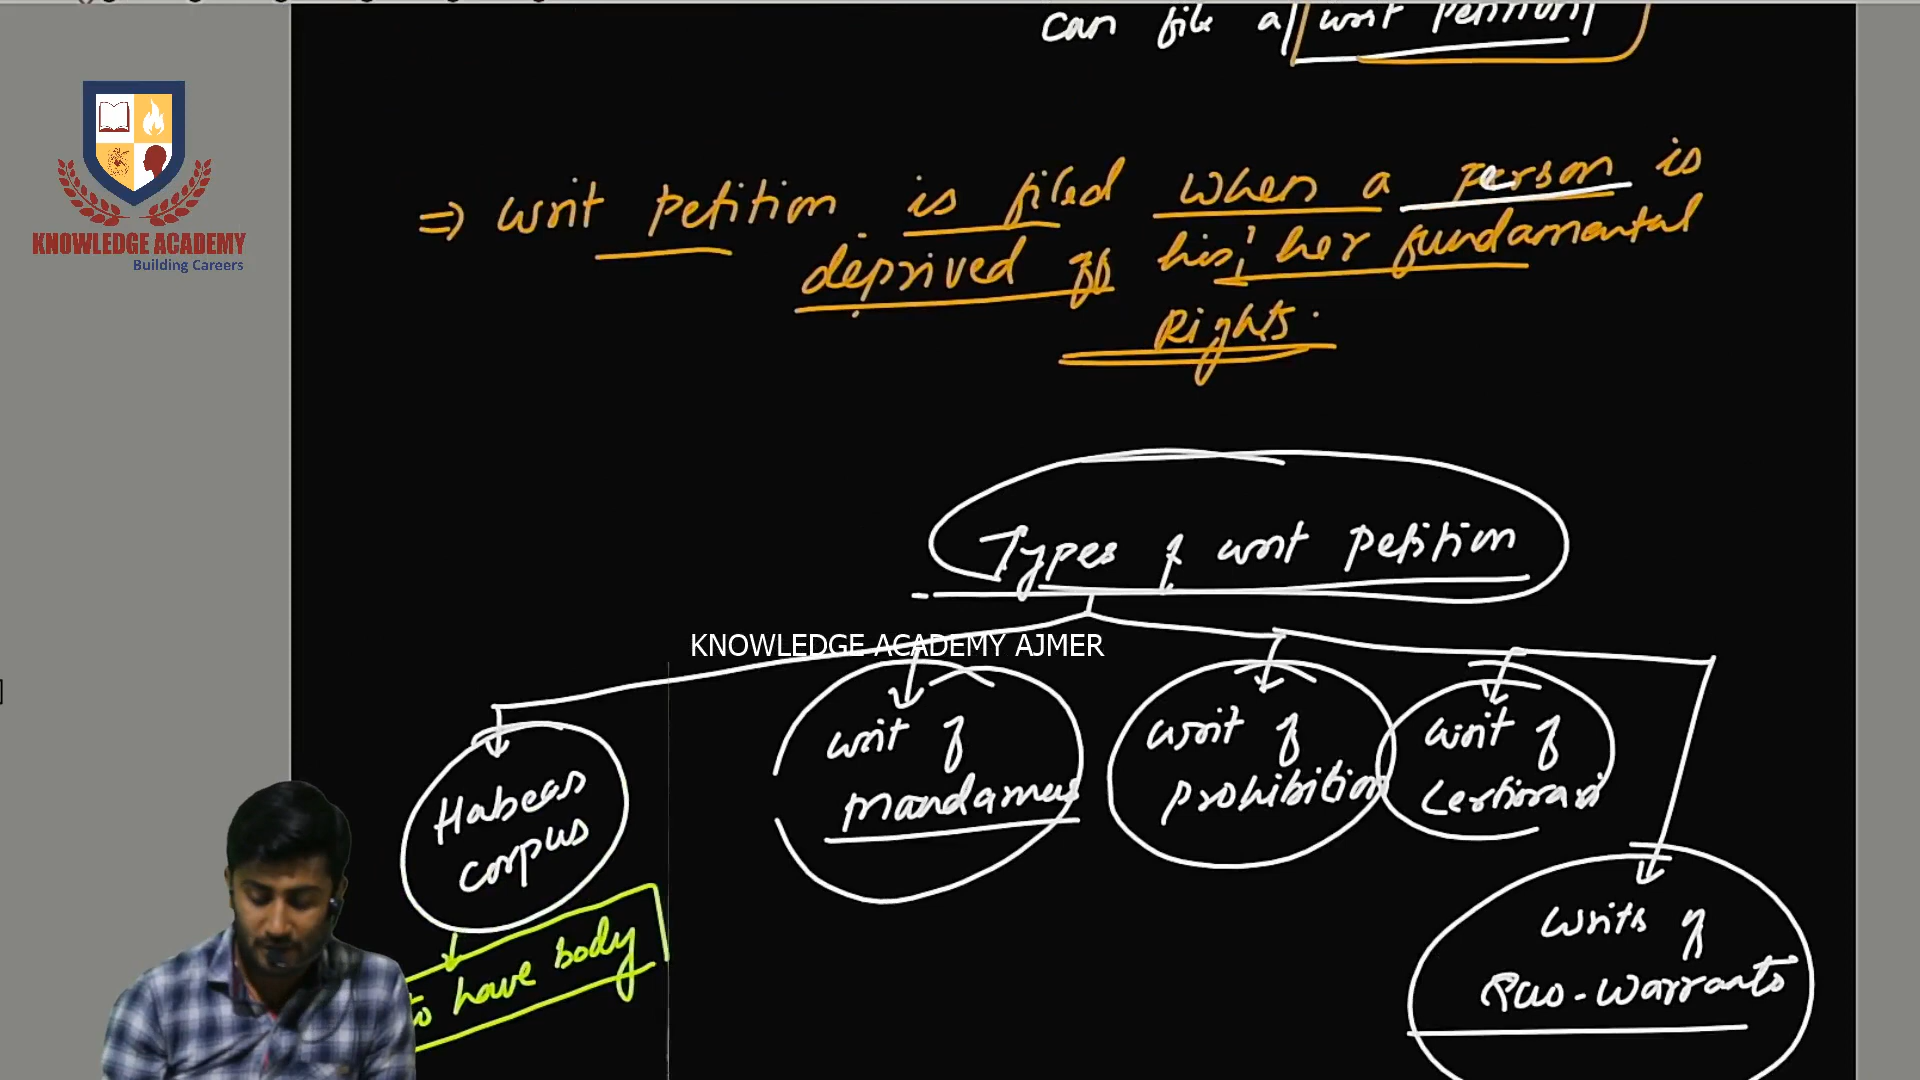 can file a writ petition
KNOWLEDGE ACADEMY
Building Careers
⇒ writ petition is filed when a person is
deprived of his/her fundamental
Rights.
Types of writ petition
KNOWLEDGE ACADEMY AJMER
Habeas
corpus
to have body
writ of
Mandamus
writ of
prohibition
writ of
Certiorari
writs of
Quo-warranto